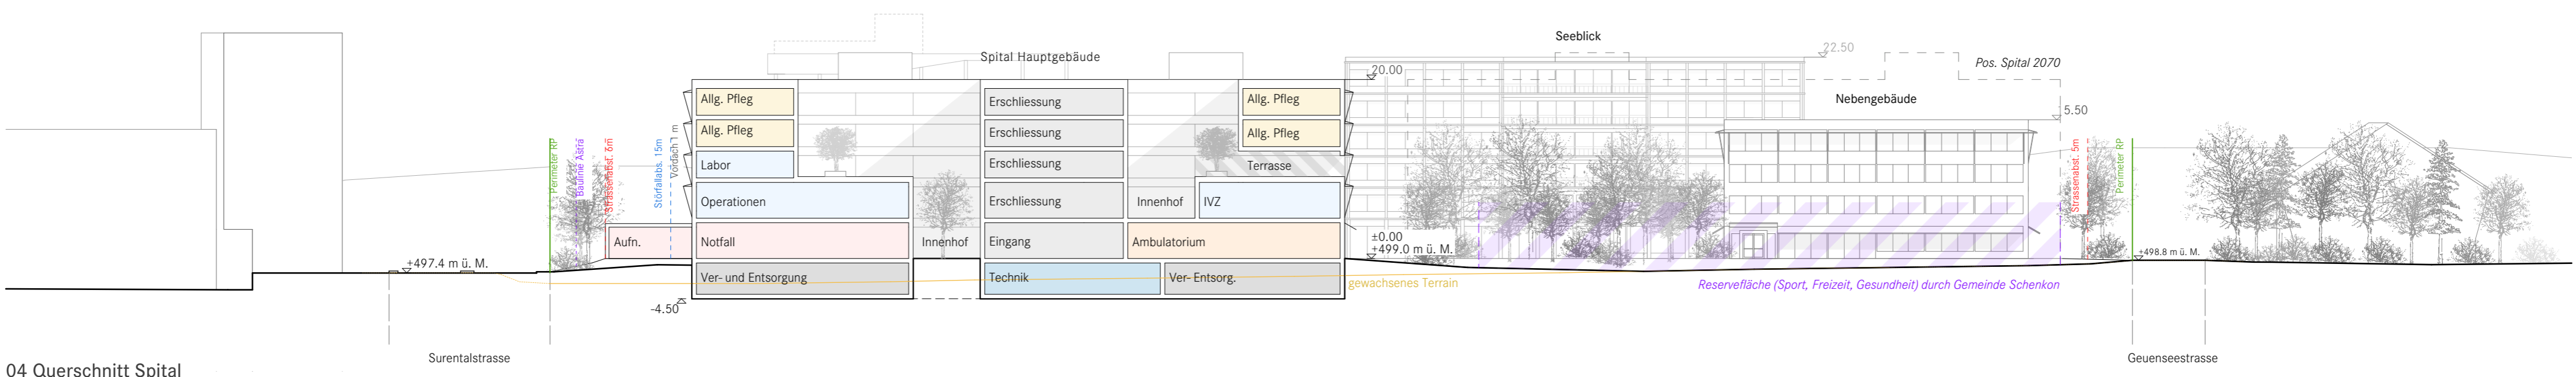 Seeblick
22.50
Spital Hauptgebäude
Pos. Spital 2070
20.00
Nebengebäude
5.50
Allg. Pfleg
Erschliessung
Allg. Pfleg
Allg. Pfleg
Erschliessung
Allg. Pfleg
Labor
Erschliessung
Terrasse
Operationen
Erschliessung
Innenhof
IVZ
Perimeter RP
Baulinie Astra
Strassenabst. 6m
Störfallabs. 15m
Vordach 1 m
Strassenabst. 5m
Perimeter RP
Aufn.
Notfall
Innenhof
Eingang
Ambulatorium
±0.00
+499.0 m ü. M.
+498.8 m ü. M.
+497.4 m ü. M.
Ver- und Entsorgung
Technik
Ver- Entsorg.
gewachsenes Terrain
Reservefläche (Sport, Freizeit, Gesundheit) durch Gemeinde Schenkon
-4.50
Surentalstrasse
Geuenseestrasse
04 Querschnitt Spital